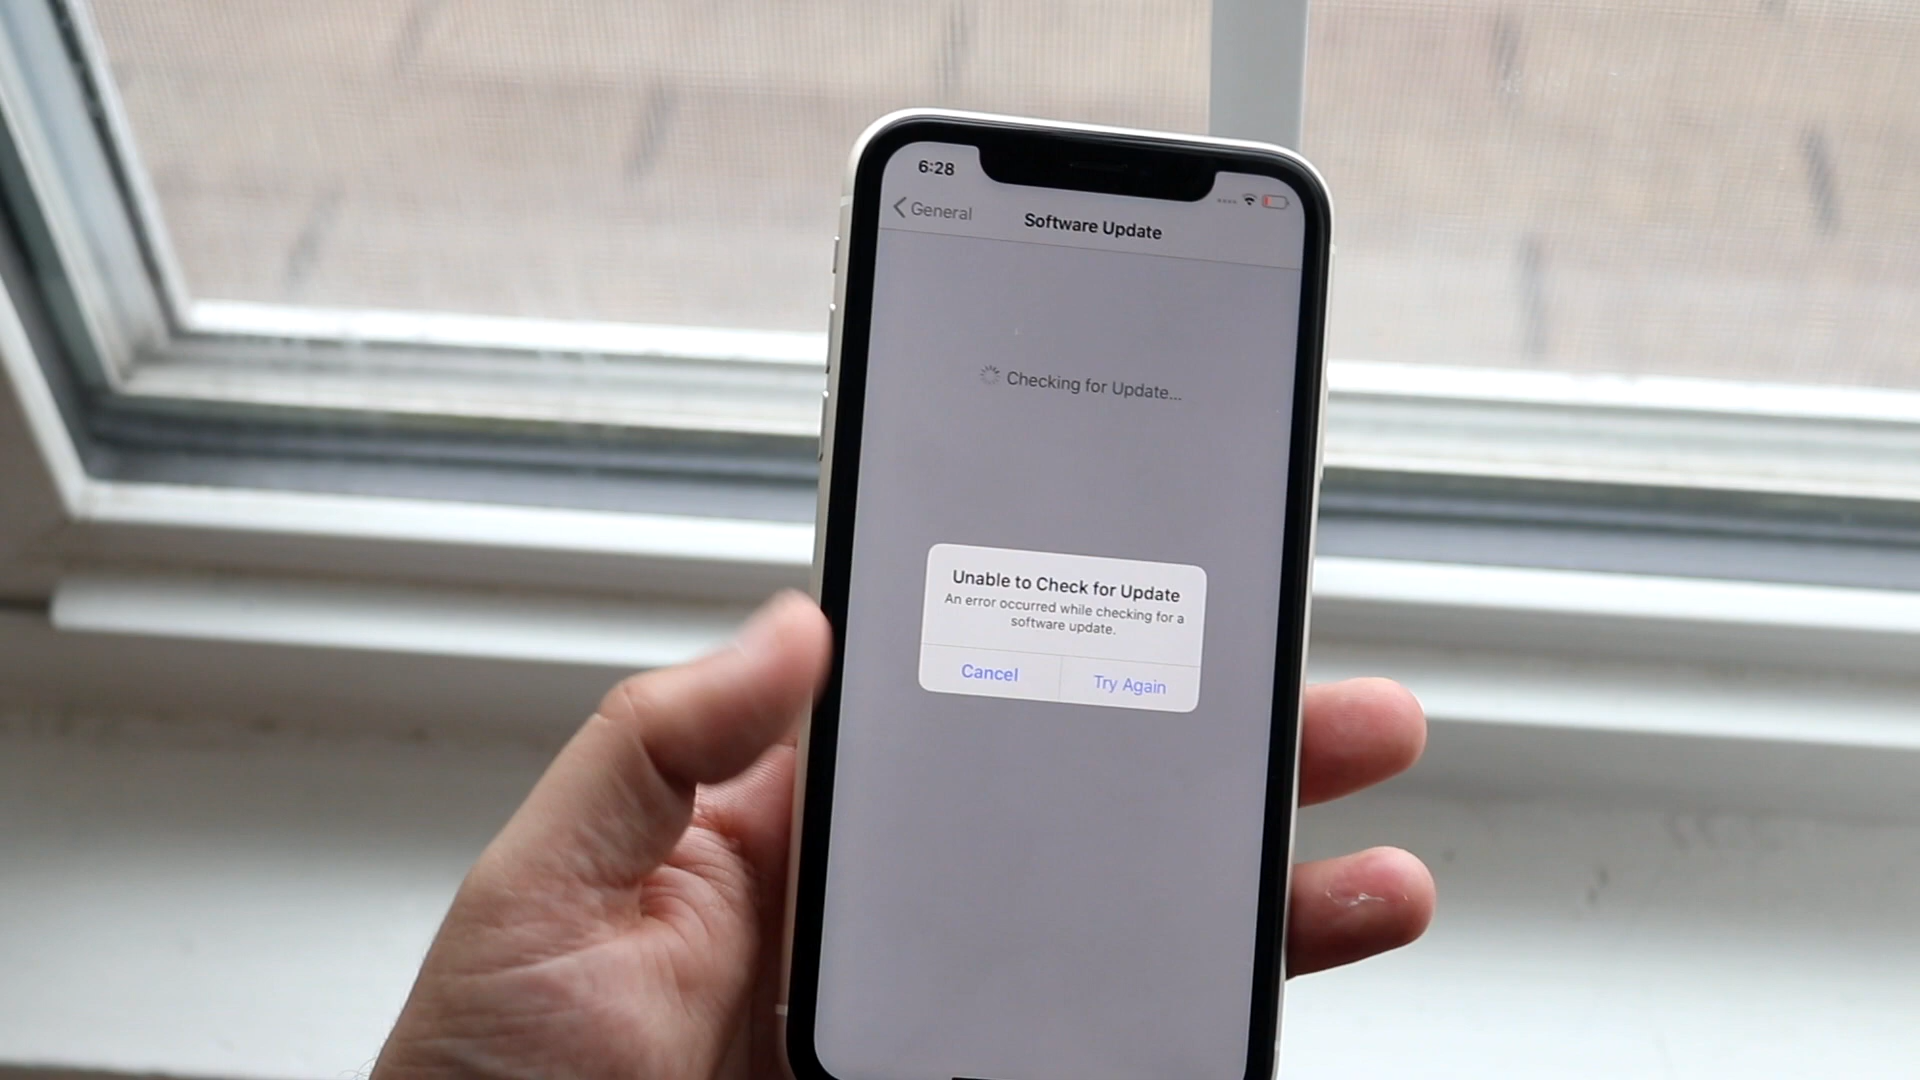 6:28
General
Software Update
Checking for Update...
Unable to Check for Update
An error occurred while checking for a
software update.
Cancel
Try Again